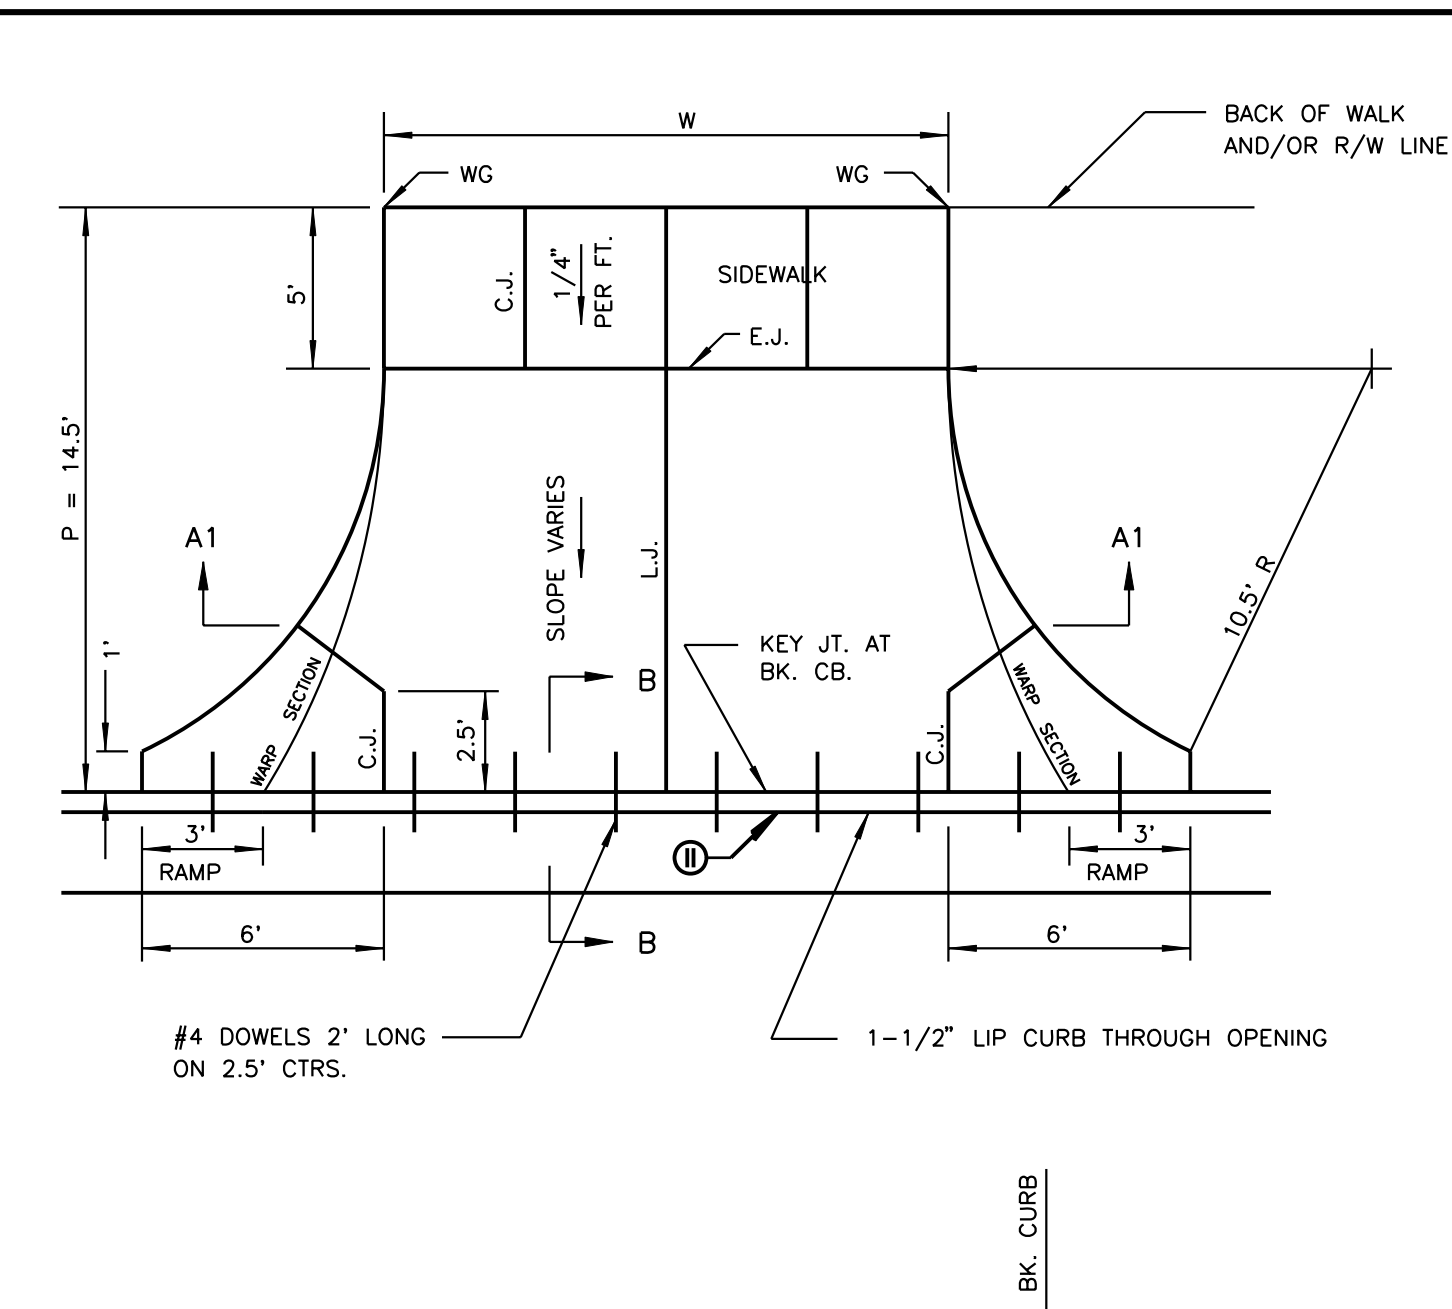 W
BACK OF WALK
AND/OR R/W LINE
WG
WG
5'
C.J.
1/4"
PER FT.
SIDEWALK
E.J.
P = 14.5'
SLOPE VARIES
L.J.
A1
A1
10.5' R
1'
WARP SECTION
KEY JT. AT
BK. CB.
B
WARP SECTION
C.J.
2.5'
C.J.
3'
RAMP
11
3'
RAMP
6'
B
6'
#4 DOWELS 2' LONG
ON 2.5' CTRS.
1-1/2" LIP CURB THROUGH OPENING
BK. CURB